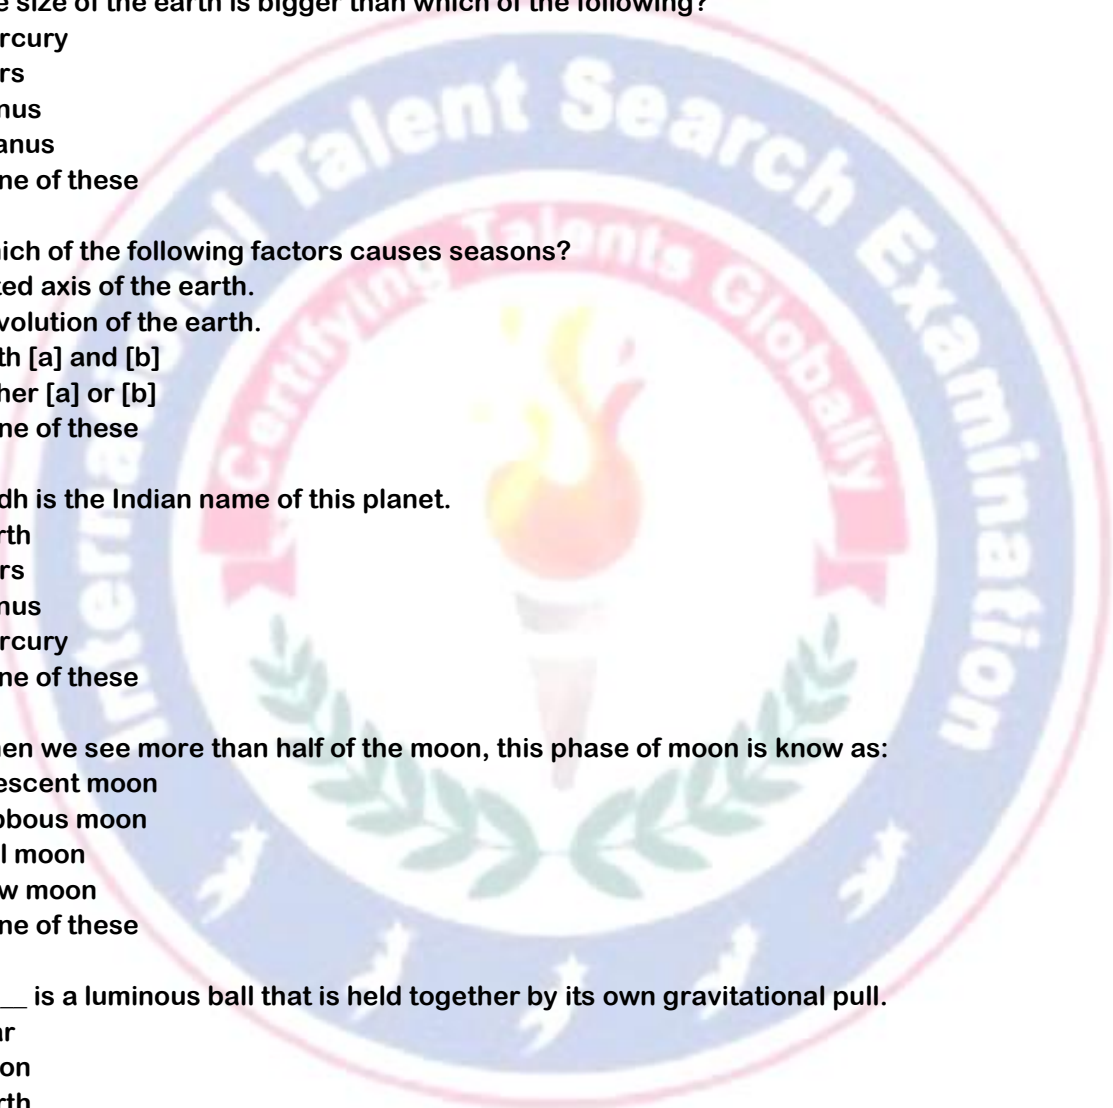 e size of the earth is bigger than which of the following?
rcury
rs
nus
anus
ne of these
hich of the following factors causes seasons?
ted axis of the earth.
volution of the earth.
th [a] and [b]
her [a] or [b]
ne of these
dh is the Indian name of this planet.
rth
rs
nus
rcury
ne of these
hen we see more than half of the moon, this phase of moon is know as:
escent moon
bbous moon
l moon
w moon
ne of these
__ is a luminous ball that is held together by its own gravitational pull.
ar
on
rth
International Talent Search Examination
Certifying Talents Globally